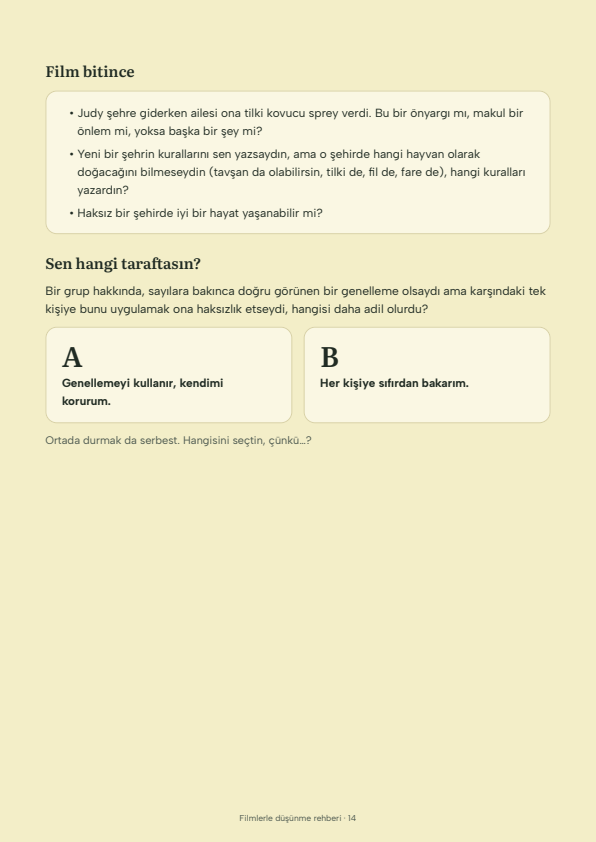 Film bitince
• Judy şehre giderken ailesi ona tilki kovucu sprey verdi. Bu bir önyargı mı, makul bir
önlem mi, yoksa başka bir şey mi?
• Yeni bir şehrin kurallarını sen yazsaydın, ama o şehirde hangi hayvan olarak
doğacağını bilmeseydin (tavşan da olabilirsin, tilki de, fil de, fare de), hangi kuralları
yazardın?
• Haksız bir şehirde iyi bir hayat yaşanabilir mi?
Sen hangi taraftasın?
Bir grup hakkında, sayılara bakınca doğru görünen bir genelleme olsaydı ama karşındaki tek
kişiye bunu uygulamak ona haksızlık etseydi, hangisi daha adil olurdu?
A
Genellemeyi kullanır, kendimi
korurum.
B
Her kişiye sıfırdan bakarım.
Ortada durmak da serbest. Hangisini seçtin, çünkü…?
Filmlerle düşünme rehberi · 14